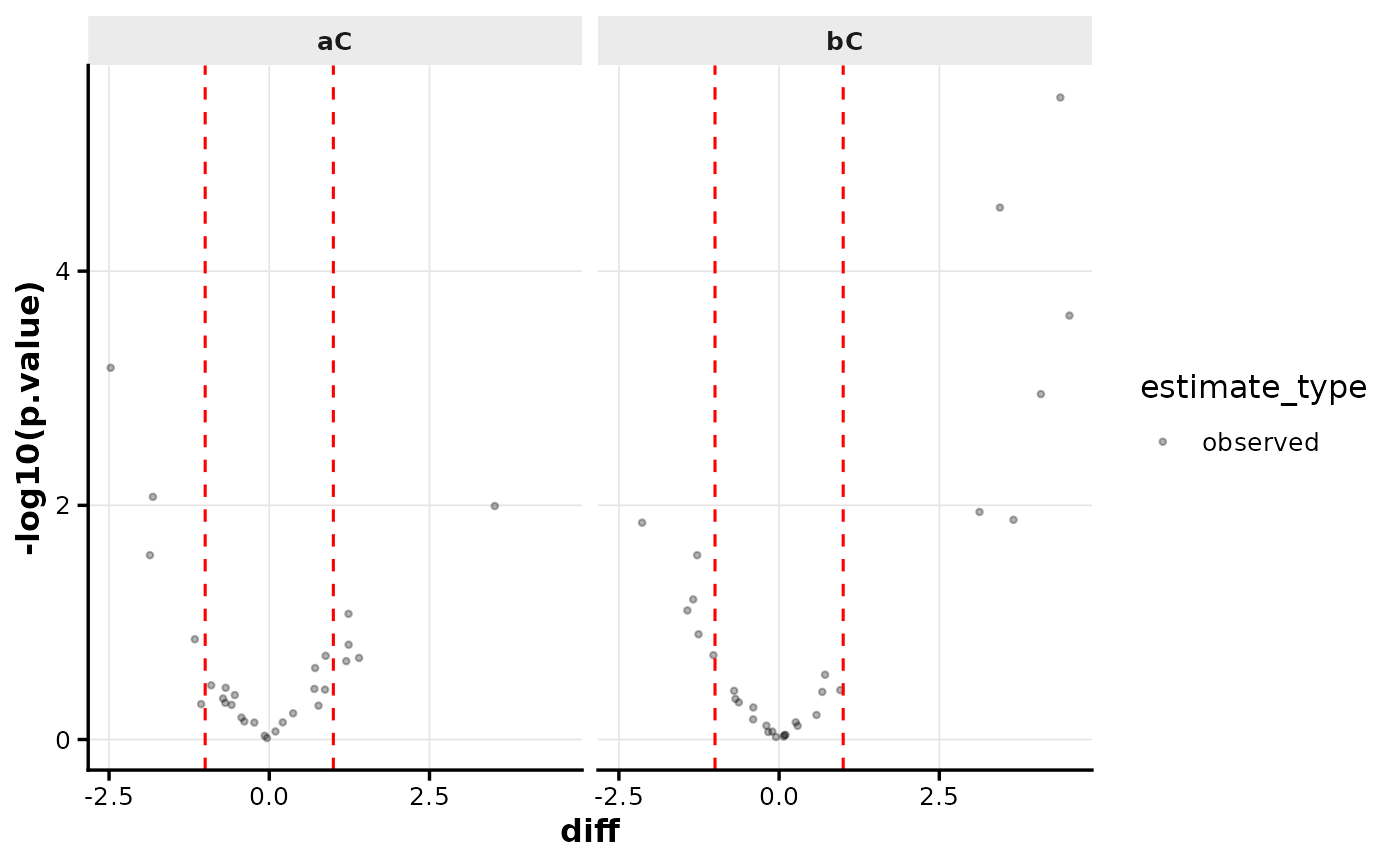 aC bC
-log10(p.value)
4
2
0
-2.5 0.0 2.5 -2.5 0.0 2.5
diff
estimate_type
observed